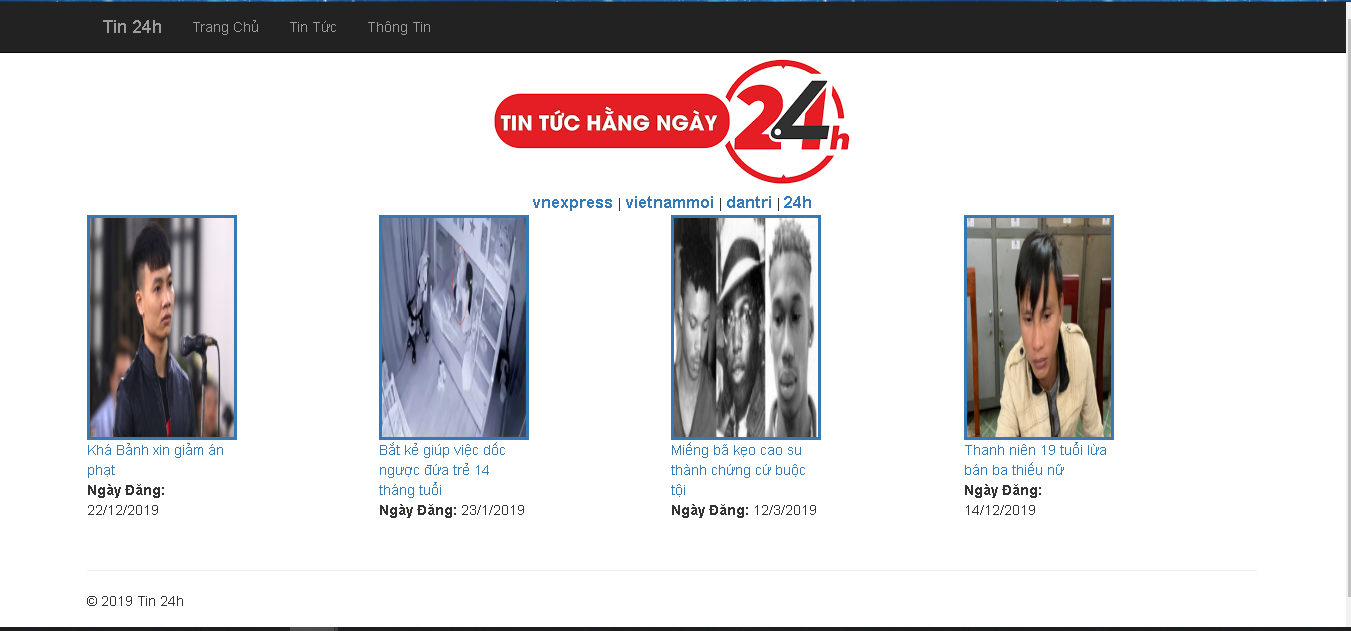 Tin 24h Trang Chủ Tin Tức Thông Tin
TIN TỨC HẰNG NGÀY 24h
vnexpress | vietnammoi | dantri | 24h
Khá Bảnh xin giảm án
phạt
Ngày Đăng:
22/12/2019
Bắt kẻ giúp việc dốc
ngược đứa trẻ 14
tháng tuổi
Ngày Đăng: 23/1/2019
Miếng bã kẹo cao su
thành chứng cứ buộc
tội
Ngày Đăng: 12/3/2019
Thanh niên 19 tuổi lừa
bán ba thiếu nữ
Ngày Đăng:
14/12/2019
© 2019 Tin 24h